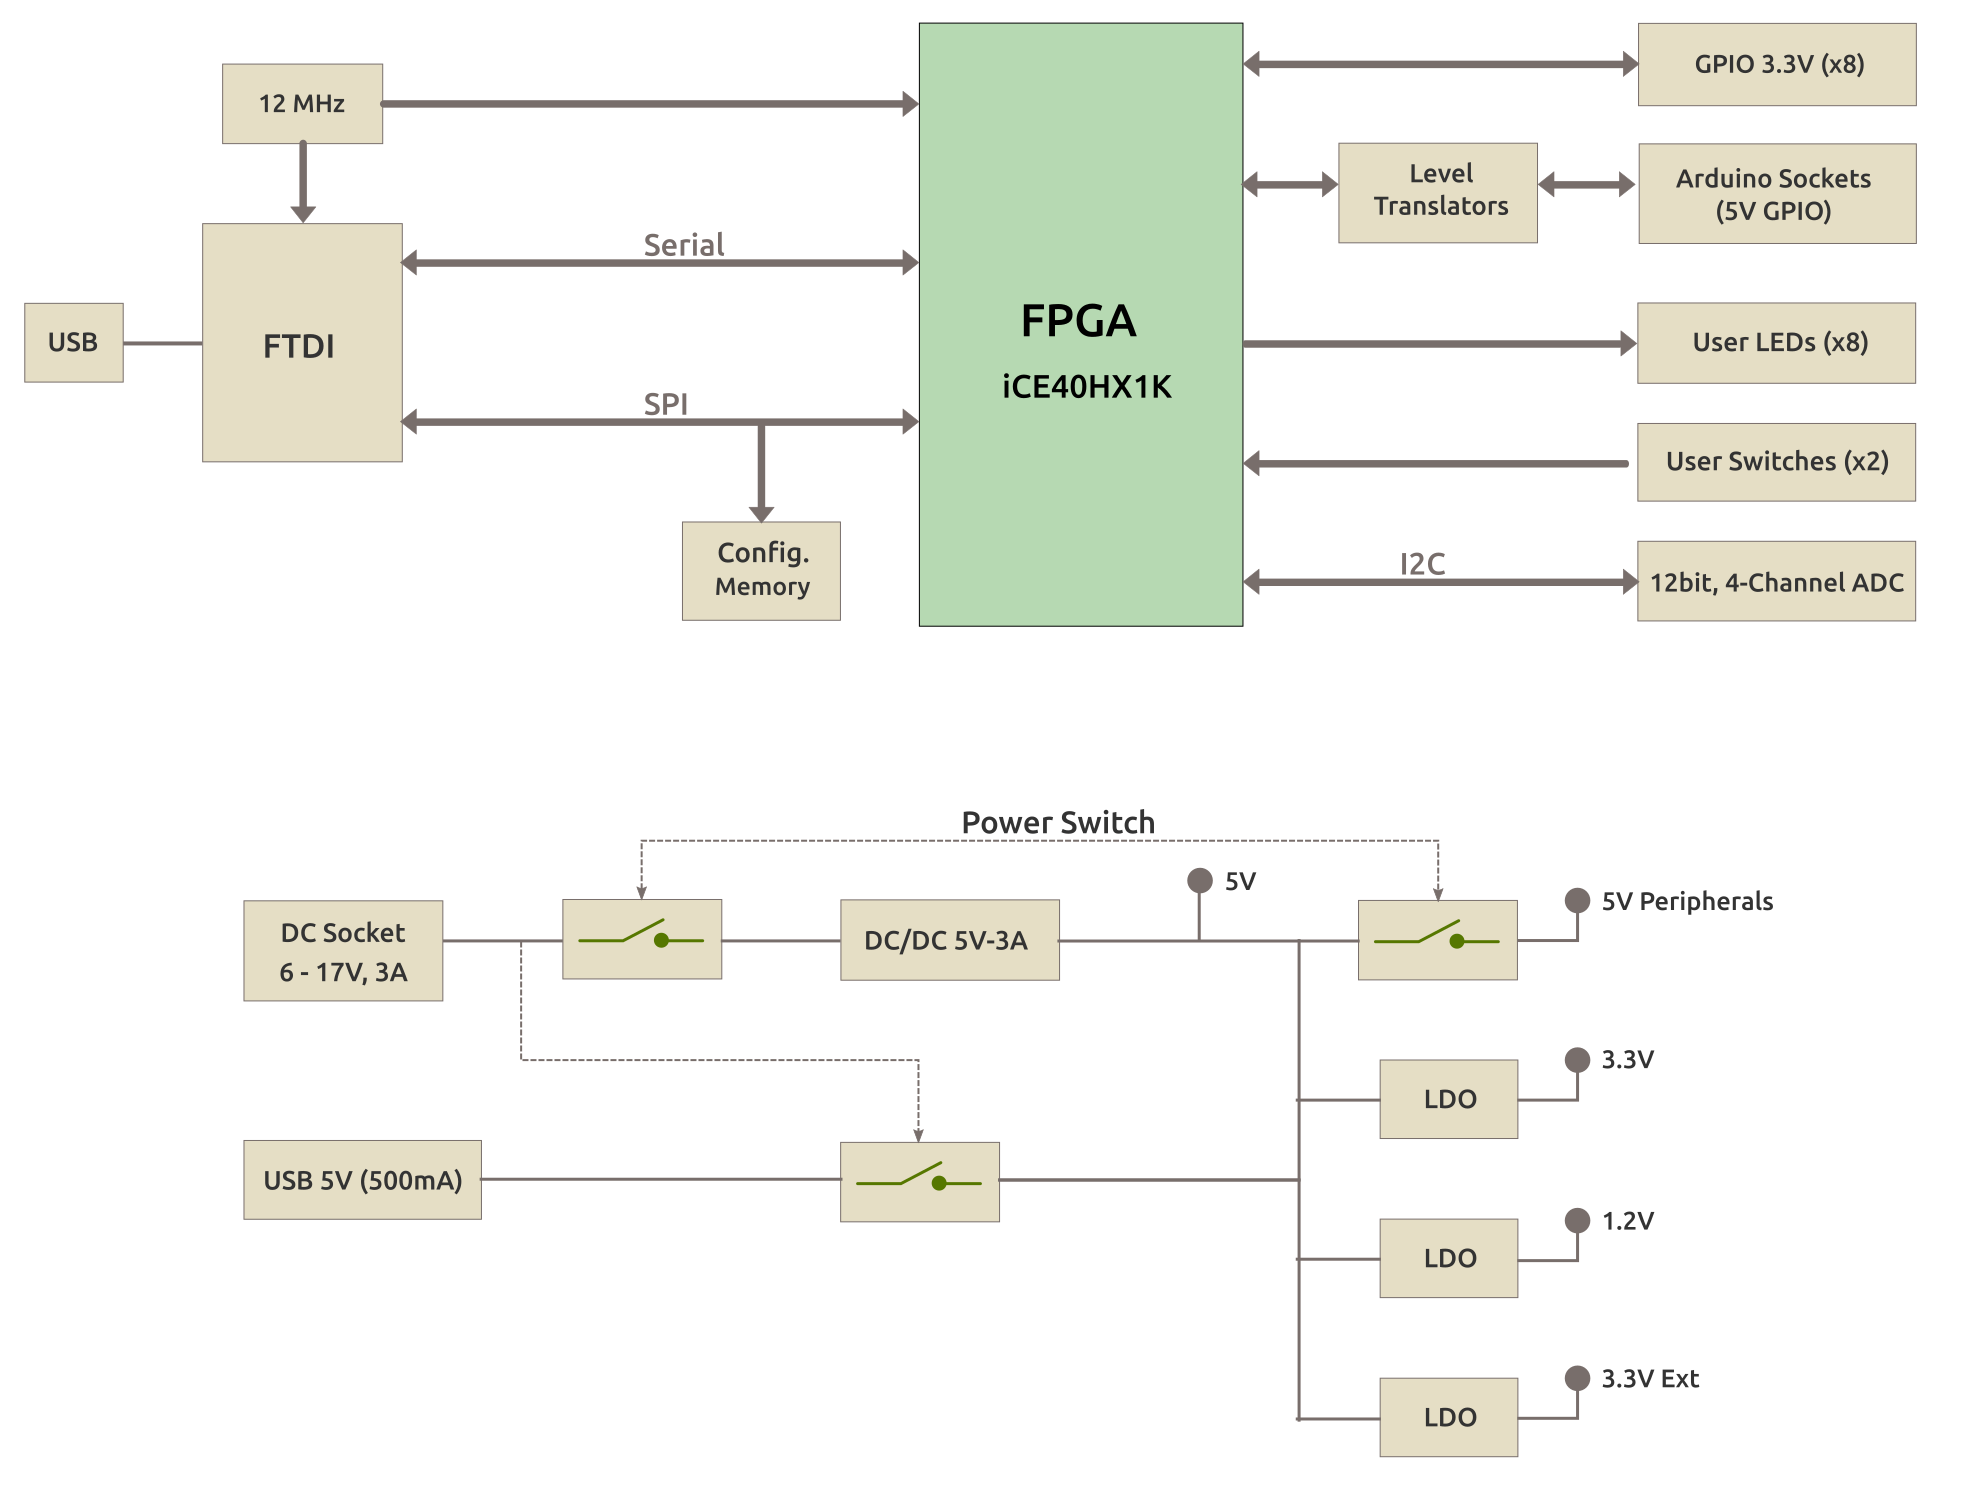 12 MHz
GPIO 3.3V (x8)
Level
Translators
Arduino Sockets
(5V GPIO)
Serial
USB
FTDI
FPGA
iCE40HX1K
User LEDs (x8)
SPI
User Switches (x2)
Config.
Memory
I2C
12bit, 4-Channel ADC
Power Switch
5V
5V Peripherals
DC Socket
6 - 17V, 3A
DC/DC 5V-3A
3.3V
LDO
USB 5V (500mA)
1.2V
LDO
3.3V Ext
LDO